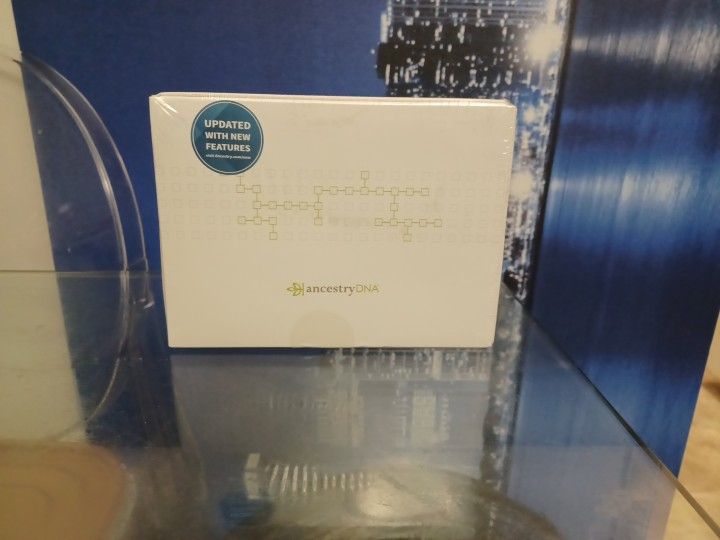 UPDATED
WITH NEW
FEATURES
ancestryDNA